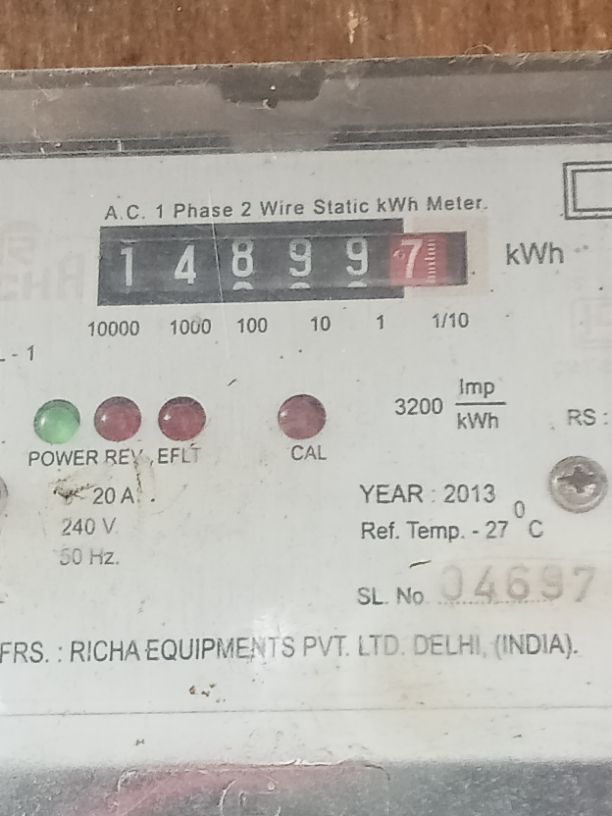 A.C. 1 Phase 2 Wire Static kWh Meter.
1 4 8 9 9 7 kWh
10000 1000 100 10 1 1/10
- 1
3200 Imp/kWh
RS :
POWER REV EFLT CAL
20 A
240 V
50 Hz.
YEAR : 2013
Ref. Temp. - 27 °C
SL. No 04697
FRS. : RICHA EQUIPMENTS PVT. LTD. DELHI, (INDIA).